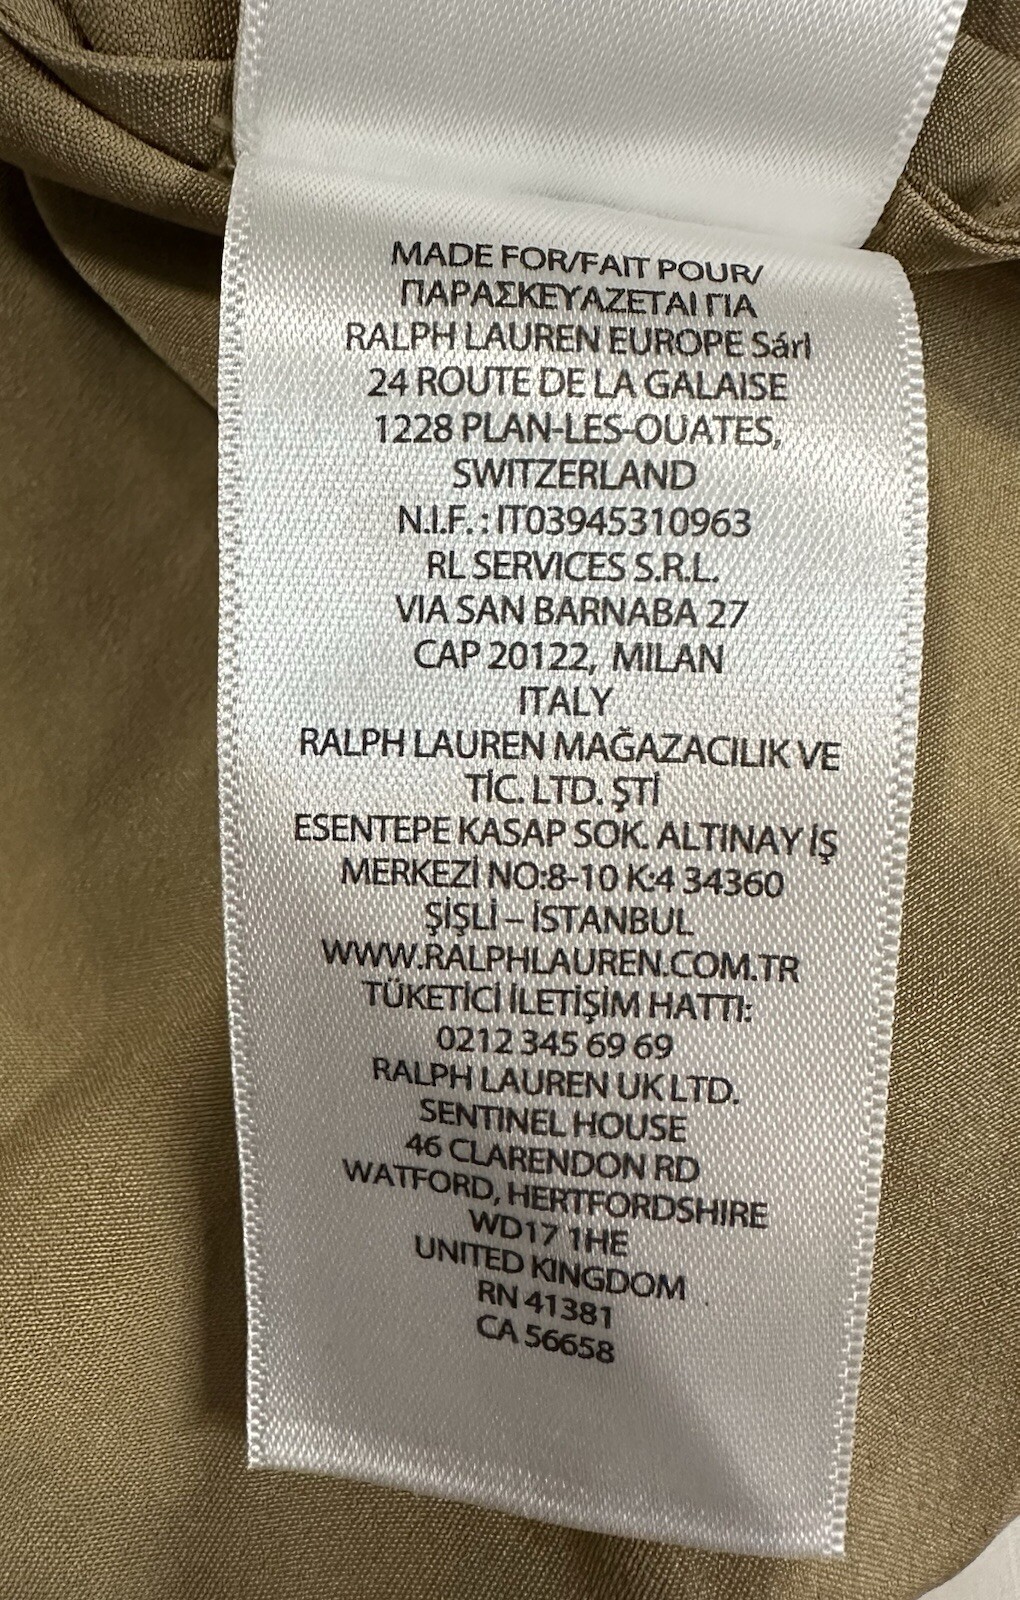 MADE FOR/FAIT POUR/
ΠΑΡΑΣΚΕΥΑΖΕΤΑΙ ΓΙΑ
RALPH LAUREN EUROPE Sárl
24 ROUTE DE LA GALAISE
1228 PLAN-LES-OUATES,
SWITZERLAND
N.I.F. : IT03945310963
RL SERVICES S.R.L.
VIA SAN BARNABA 27
CAP 20122, MILAN
ITALY
RALPH LAUREN MAĞAZACILIK VE
TİC. LTD. ŞTİ
ESENTEPE KASAP SOK. ALTINAY İŞ
MERKEZİ NO:8-10 K:4 34360
ŞİŞLİ – İSTANBUL
WWW.RALPHLAUREN.COM.TR
TÜKETİCİ İLETİŞİM HATTI:
0212 345 69 69
RALPH LAUREN UK LTD.
SENTINEL HOUSE
46 CLARENDON RD
WATFORD, HERTFORDSHIRE
WD17 1HE
UNITED KINGDOM
RN 41381
CA 56658